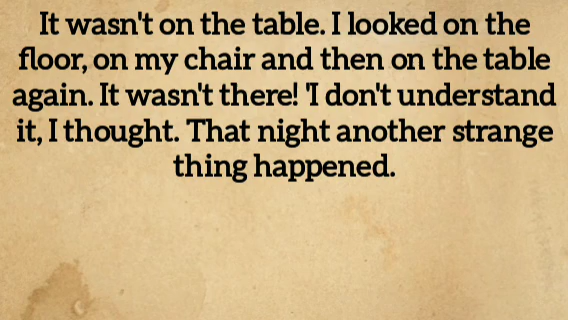 It wasn't on the table. I looked on the
floor, on my chair and then on the table
again. It wasn't there! 'I don't understand
it, I thought. That night another strange
thing happened.